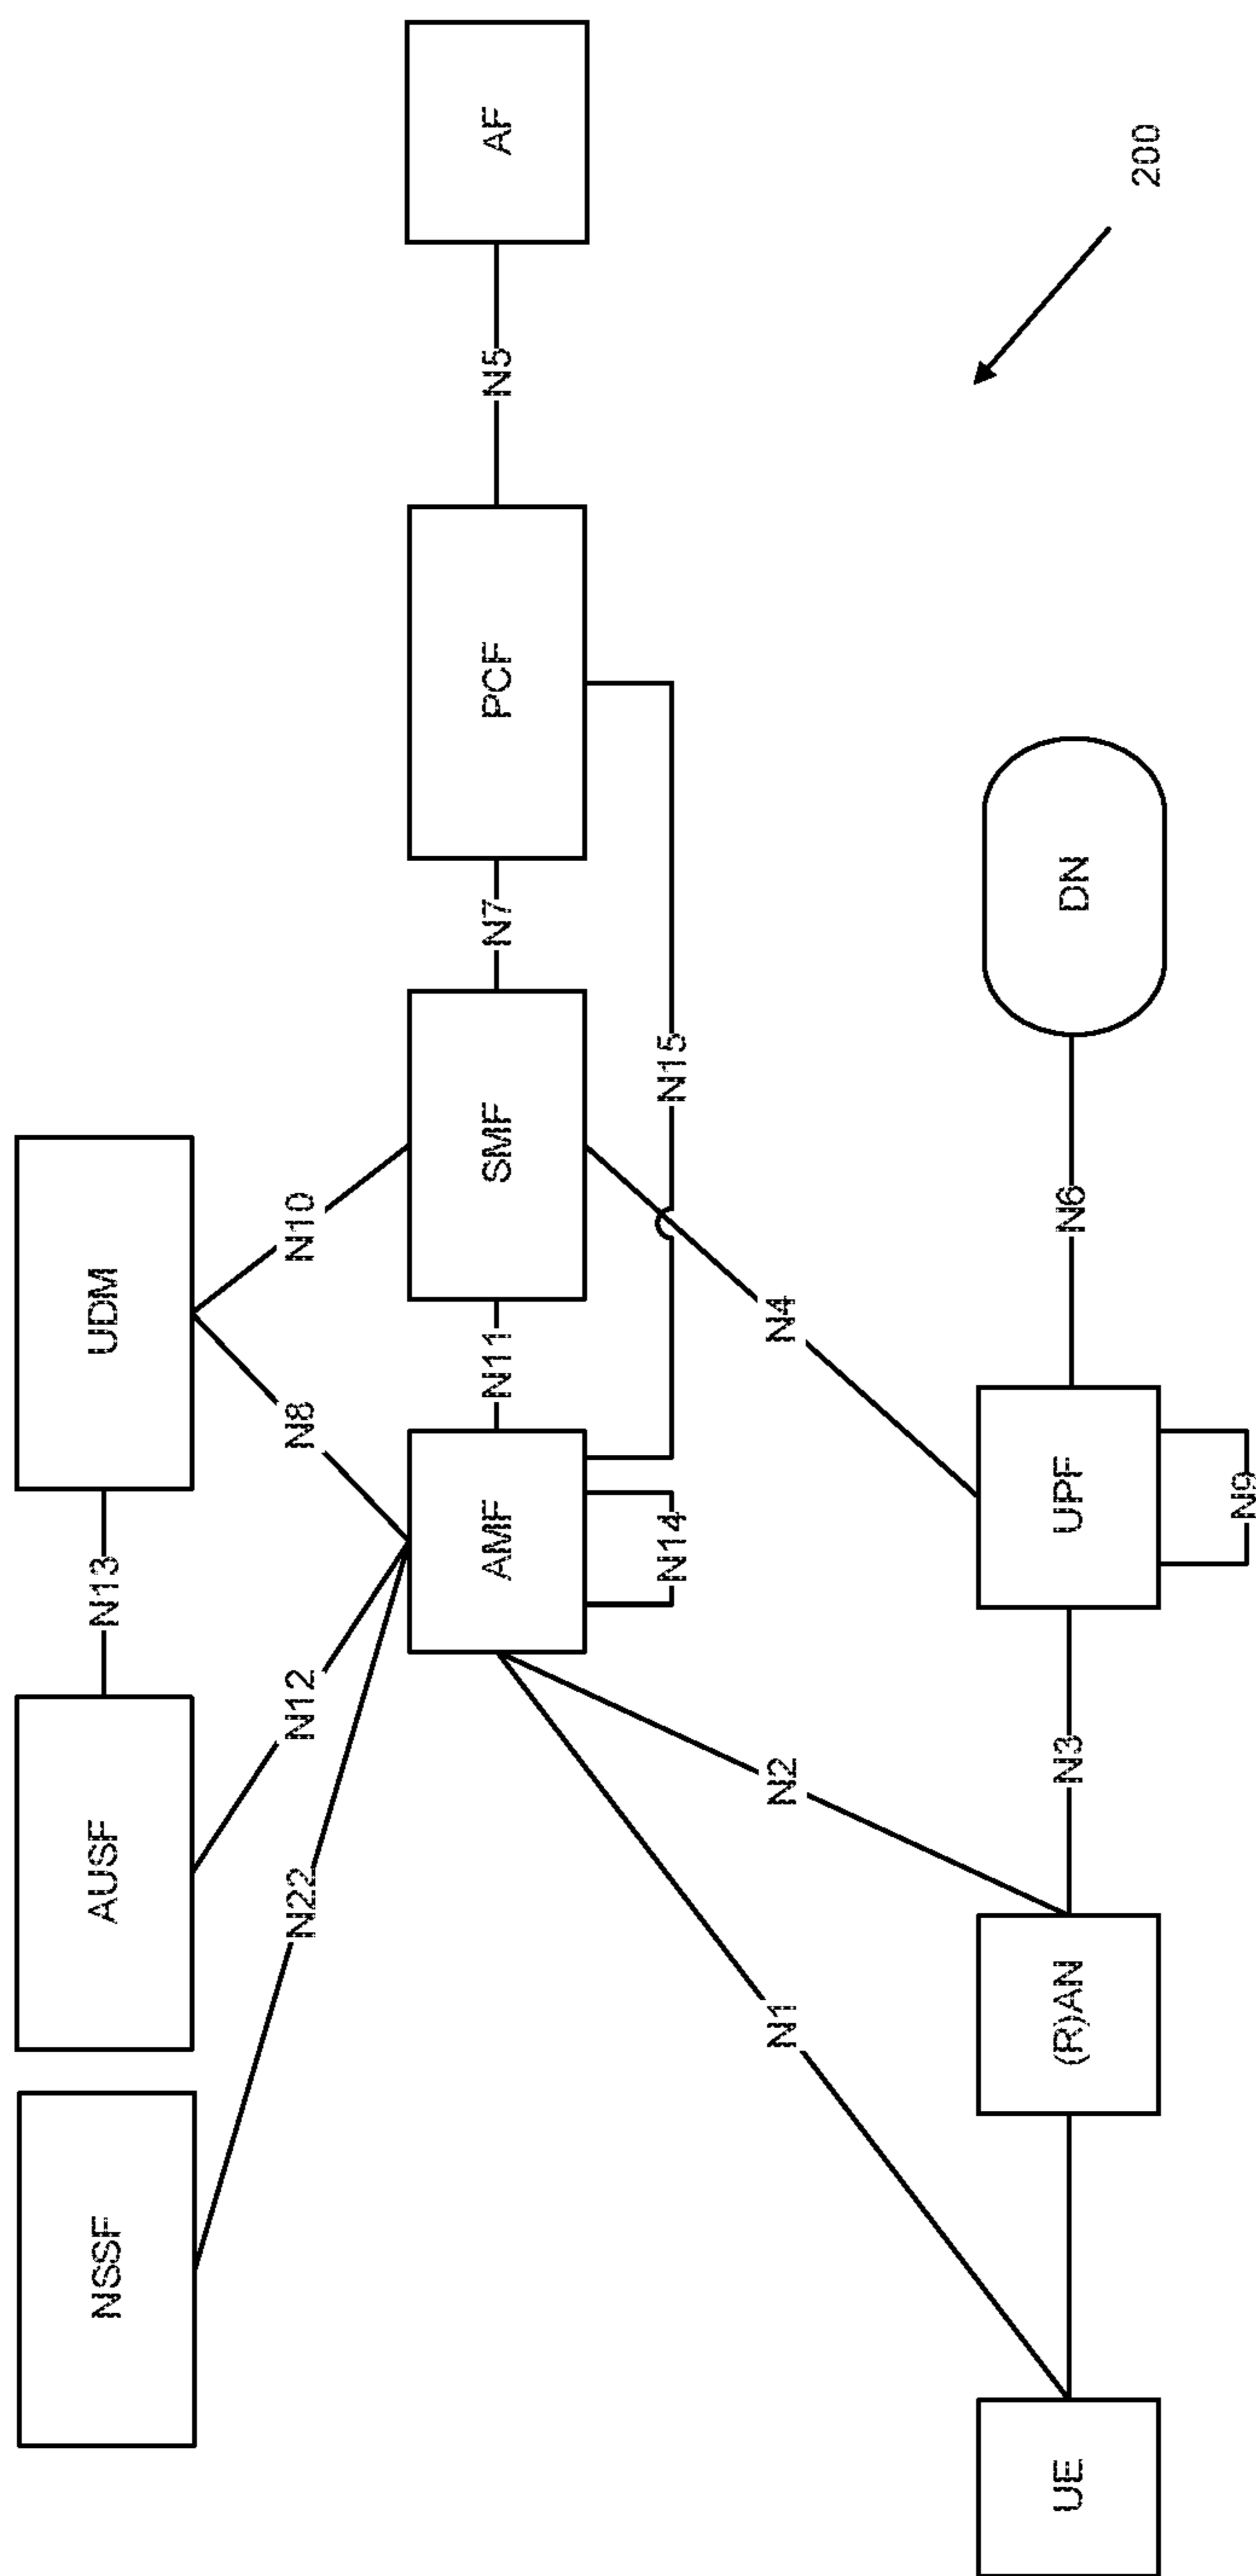 NSSF
AUSF
N13
UDM
N22
N12
N8
N10
AMF
N11
SMF
N7
PCF
N5
AF
N14
N15
N1
N2
N4
UE
(R)AN
N3
UPF
N6
DN
N9
200